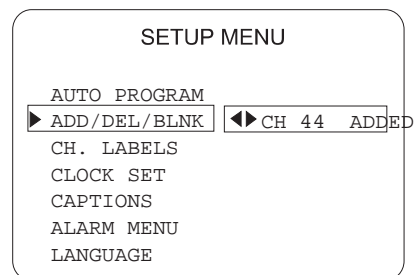 SETUP MENU
AUTO PROGRAM
ADD/DEL/BLNK CH 44 ADDED
CH. LABELS
CLOCK SET
CAPTIONS
ALARM MENU
LANGUAGE